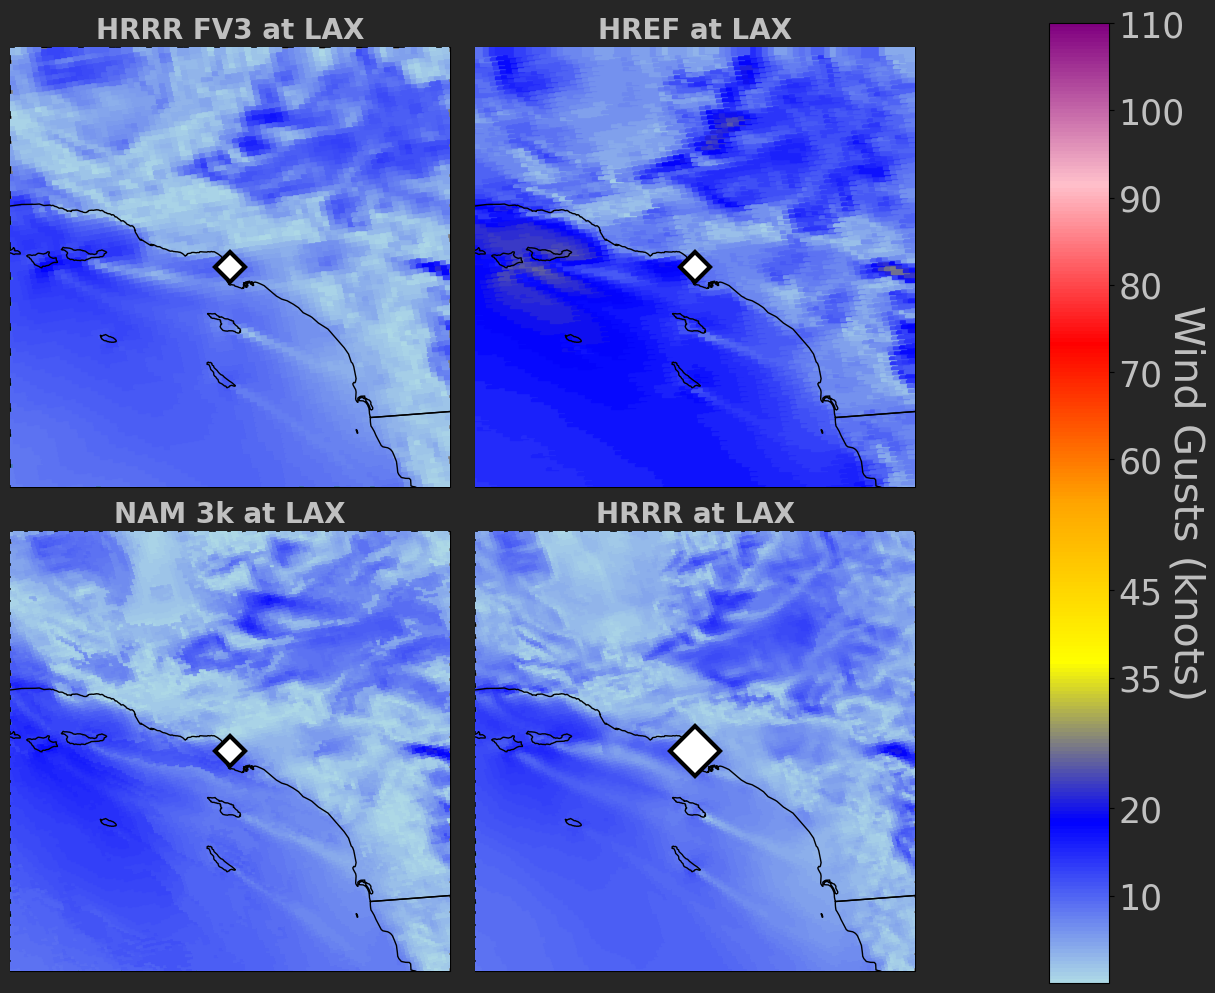 HRRR FV3 at LAX
HREF at LAX
NAM 3k at LAX
HRRR at LAX
110
100
90
80
70
60
45
35
20
10
Wind Gusts (knots)